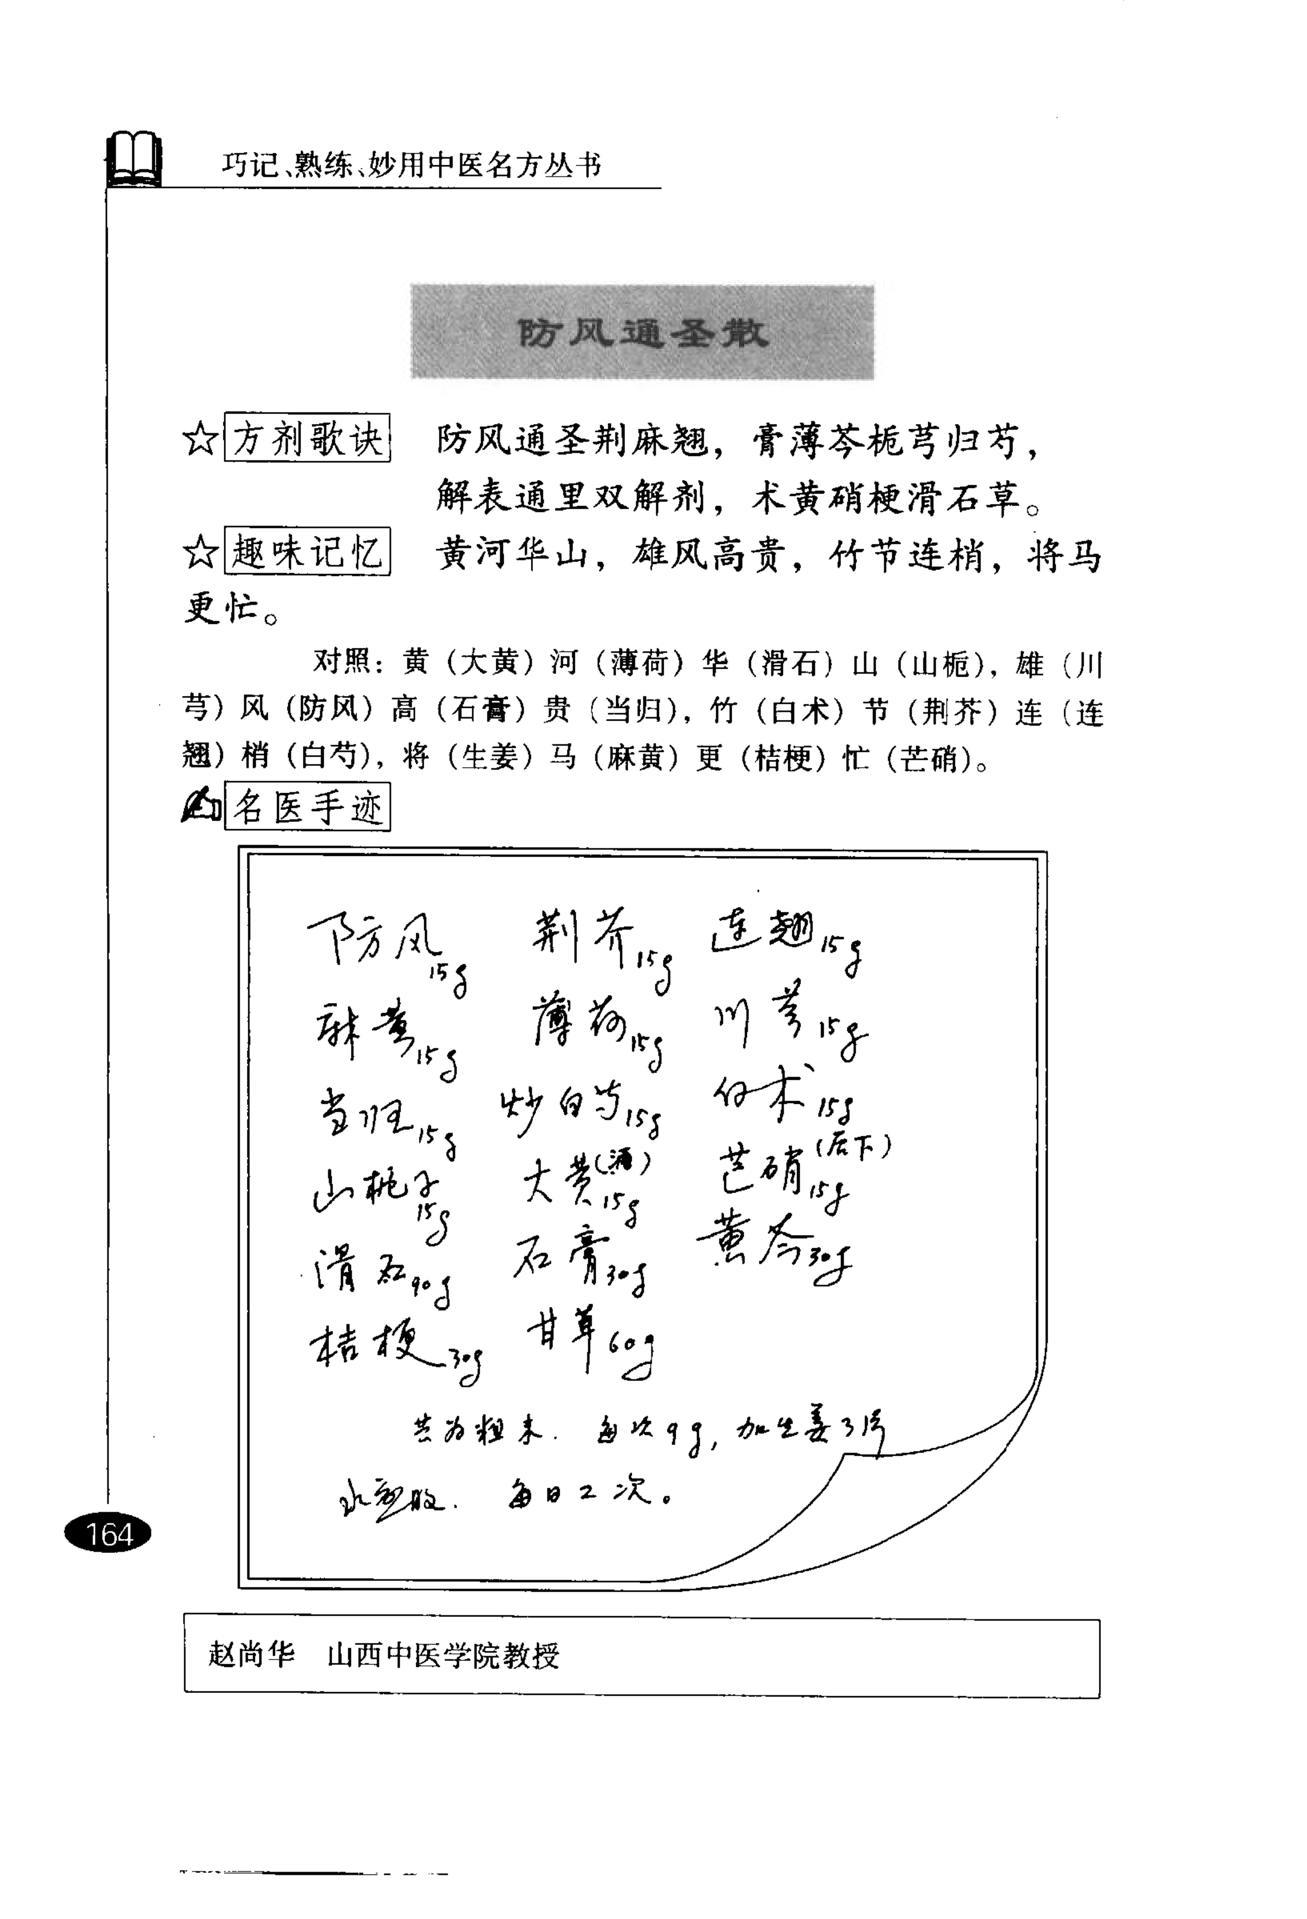 巧记、熟练、妙用中医名方丛书
防风通圣散
☆方剂歌诀 防风通圣荆麻翘，膏薄芩栀芎归芍，
解表通里双解剂，术黄硝梗滑石草。
☆趣味记忆 黄河华山，雄风高贵，竹节连梢，将马
更忙。
对照：黄（大黄）河（薄荷）华（滑石）山（山栀），雄（川
芎）风（防风）高（石膏）贵（当归），竹（白术）节（荆芥）连（连
翘）梢（白芍），将（生姜）马（麻黄）更（桔梗）忙（芒硝）。
名医手迹
防风15g 荆芥15g 连翘15g
麻黄15g 薄荷15g 川芎15g
当归15g 炒白芍15g 白术15g
山栀子15g 大黄(酒)15g 芒硝(后下)15g
滑石90g 石膏30g 黄芩30g
桔梗30g 甘草60g
共为粗末. 每次9g, 加生姜3片
水煎服. 每日2次。
164
赵尚华 山西中医学院教授